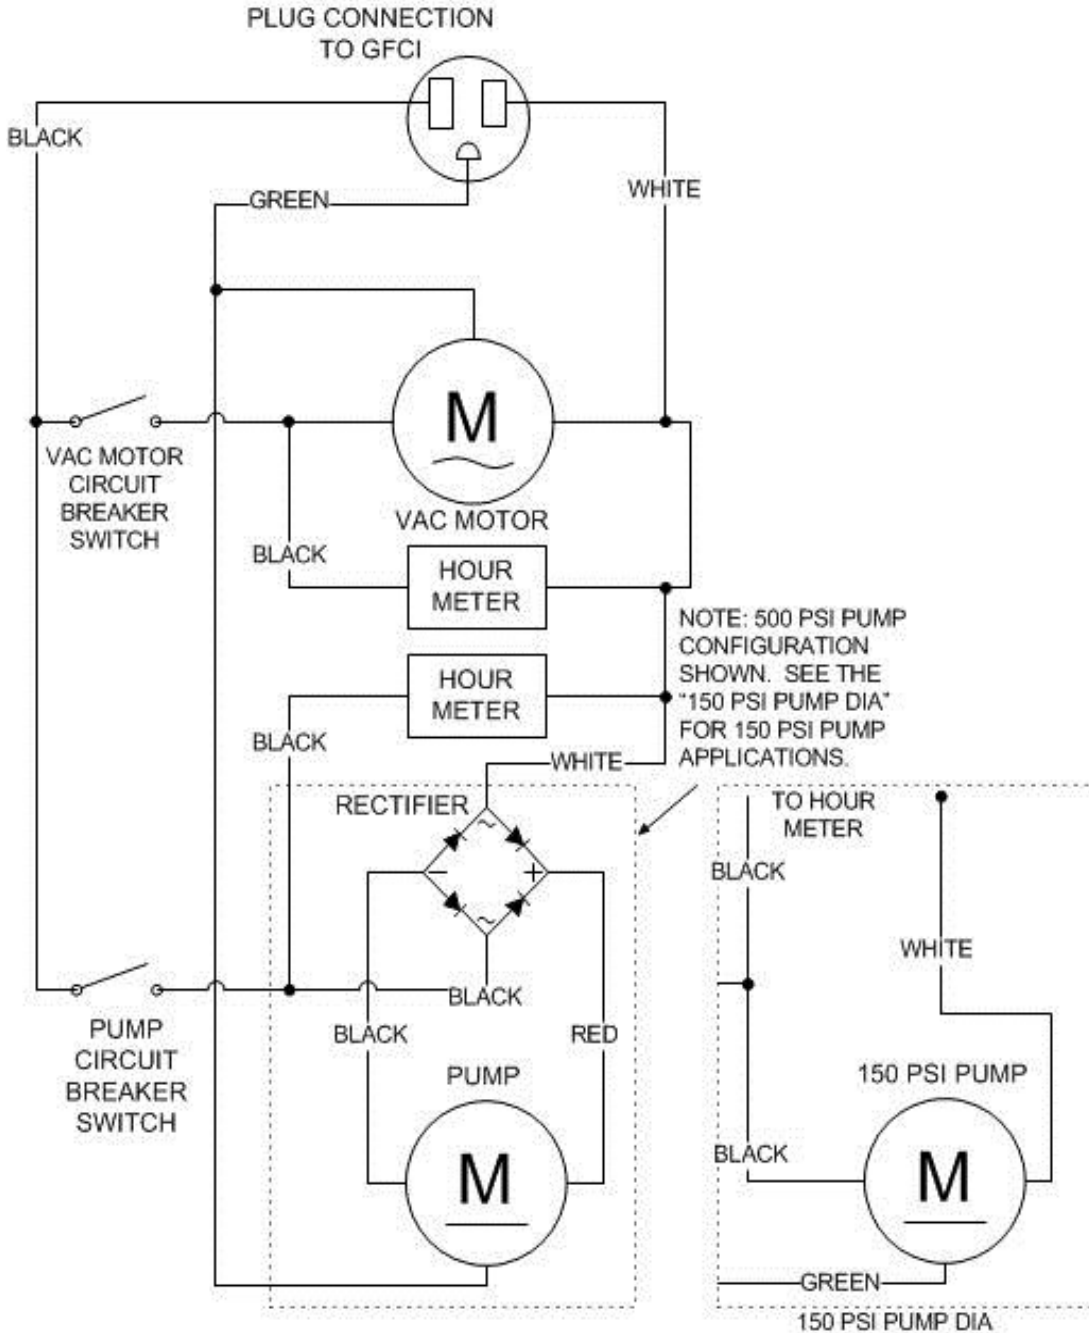 PLUG CONNECTION
TO GFCI
BLACK
GREEN
WHITE
M
VAC MOTOR
CIRCUIT
BREAKER
SWITCH
VAC MOTOR
BLACK
HOUR
METER
NOTE: 500 PSI PUMP
CONFIGURATION
SHOWN. SEE THE
"150 PSI PUMP DIA"
FOR 150 PSI PUMP
APPLICATIONS.
HOUR
METER
BLACK
WHITE
RECTIFIER
~
− +
~
BLACK
BLACK
RED
PUMP
CIRCUIT
BREAKER
SWITCH
PUMP
M
TO HOUR
METER
BLACK
WHITE
150 PSI PUMP
BLACK
M
GREEN
150 PSI PUMP DIA